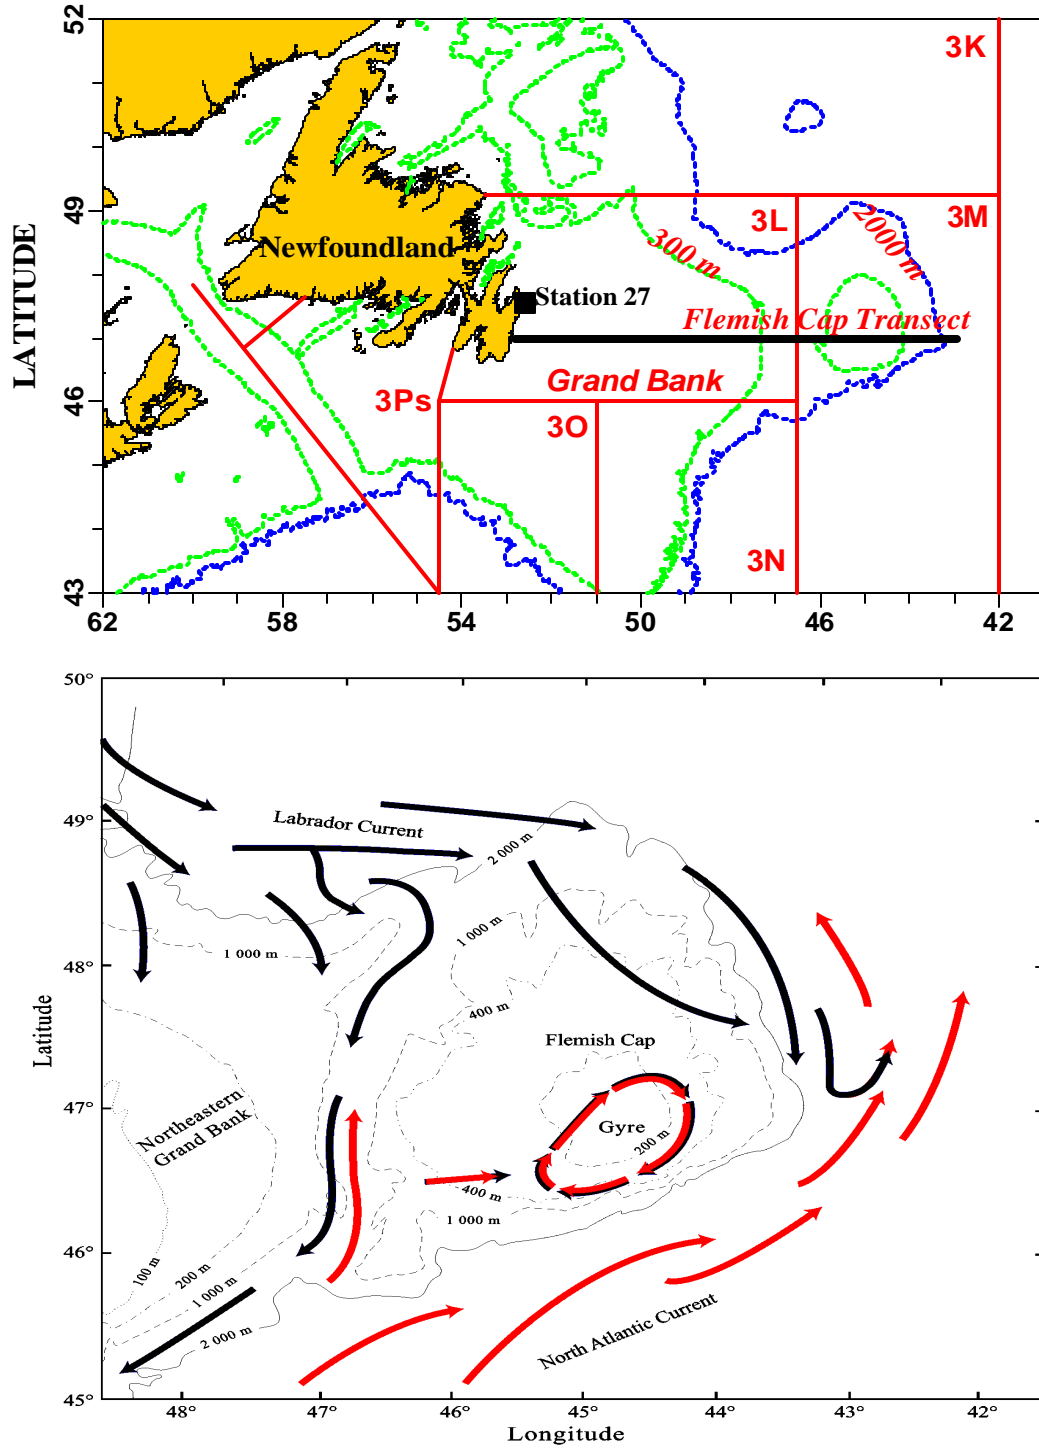 52
3K
49
3L
3M
2000 m
300 m
Newfoundland
Station 27
Flemish Cap Transect
LATITUDE
Grand Bank
46
3Ps
3O
3N
43
62
58
54
50
46
42
50°
Labrador Current
49°
2 000 m
1 000 m
1 000 m
48°
400 m
Flemish Cap
Latitude
47°
Northeastern
Grand Bank
Gyre
200 m
400 m
1 000 m
46°
100 m
200 m
1 000 m
2 000 m
North Atlantic Current
45°
48°
47°
46°
45°
44°
43°
42°
Longitude